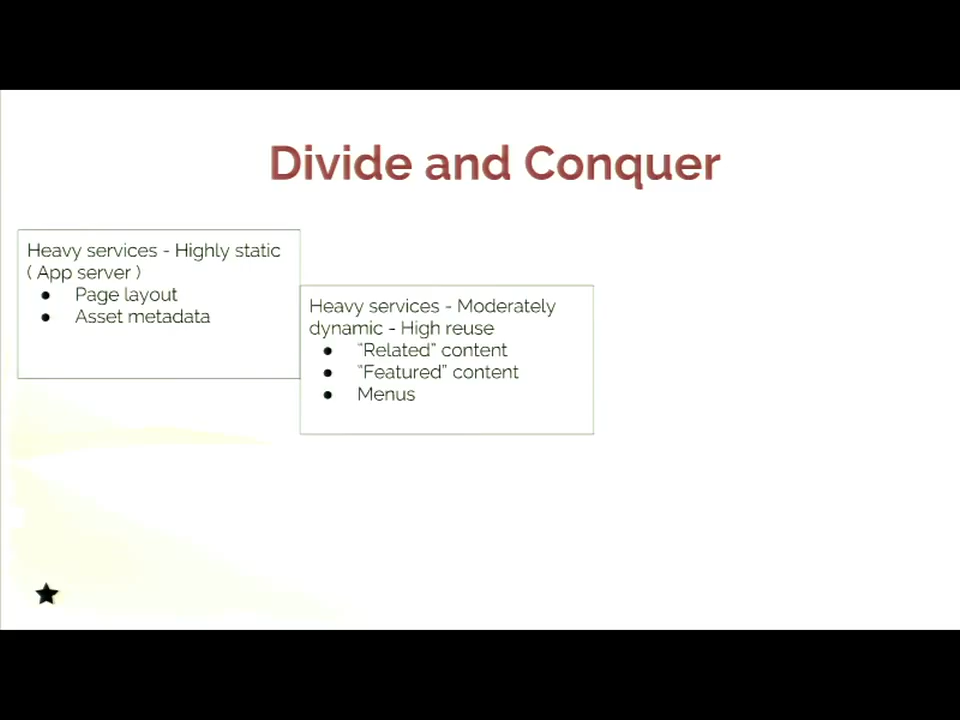 Divide and Conquer
Heavy services - Highly static
( App server )
● Page layout
● Asset metadata
Heavy services - Moderately
dynamic - High reuse
● “Related” content
● “Featured” content
● Menus